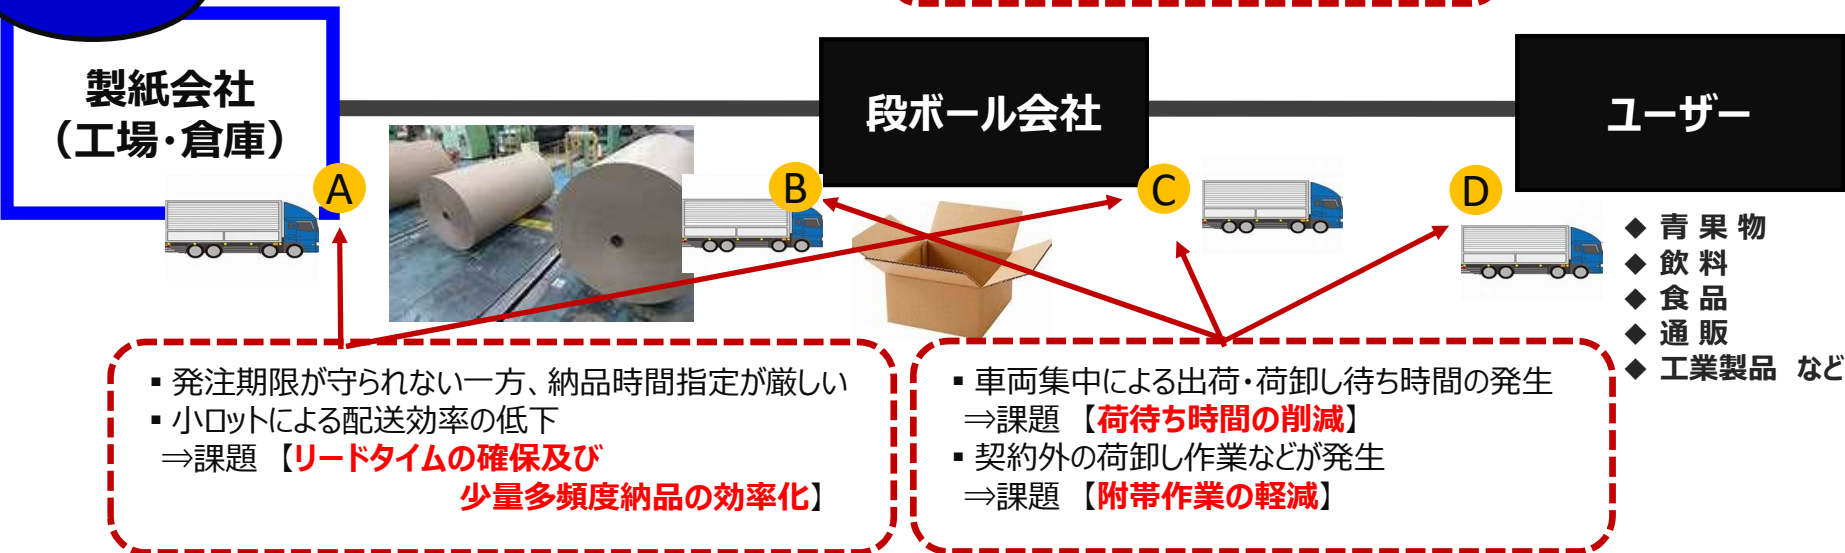 製紙会社
（工場・倉庫）
段ボール会社
ユーザー
A
B
C
D
◆ 青 果 物
◆ 飲 料
◆ 食 品
◆ 通 販
◆ 工業製品 など
▪ 発注期限が守られない一方、納品時間指定が厳しい
▪ 小ロットによる配送効率の低下
⇒課題 【リードタイムの確保及び
少量多頻度納品の効率化】
▪ 車両集中による出荷・荷卸し待ち時間の発生
⇒課題 【荷待ち時間の削減】
▪ 契約外の荷卸し作業などが発生
⇒課題 【附帯作業の軽減】